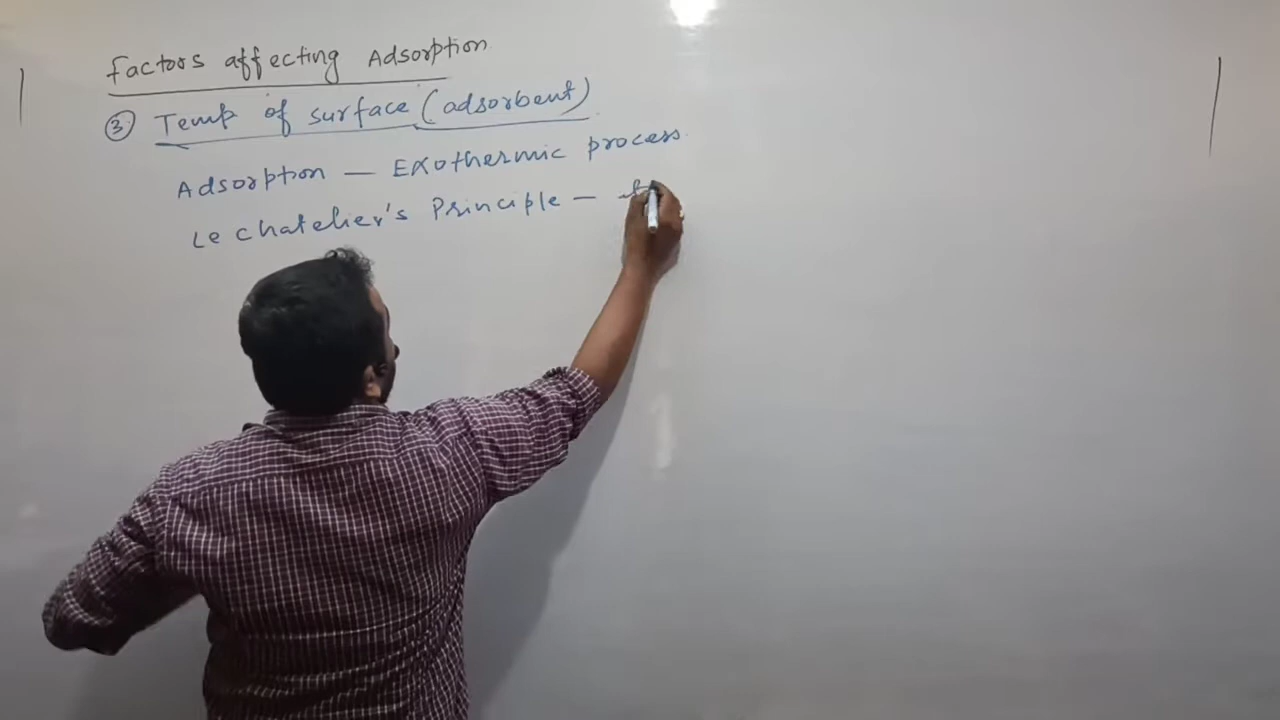 Factors affecting Adsorption
③ Temp of surface (adsorbent)
Adsorption — Exothermic process.
Le chatelier's Principle —